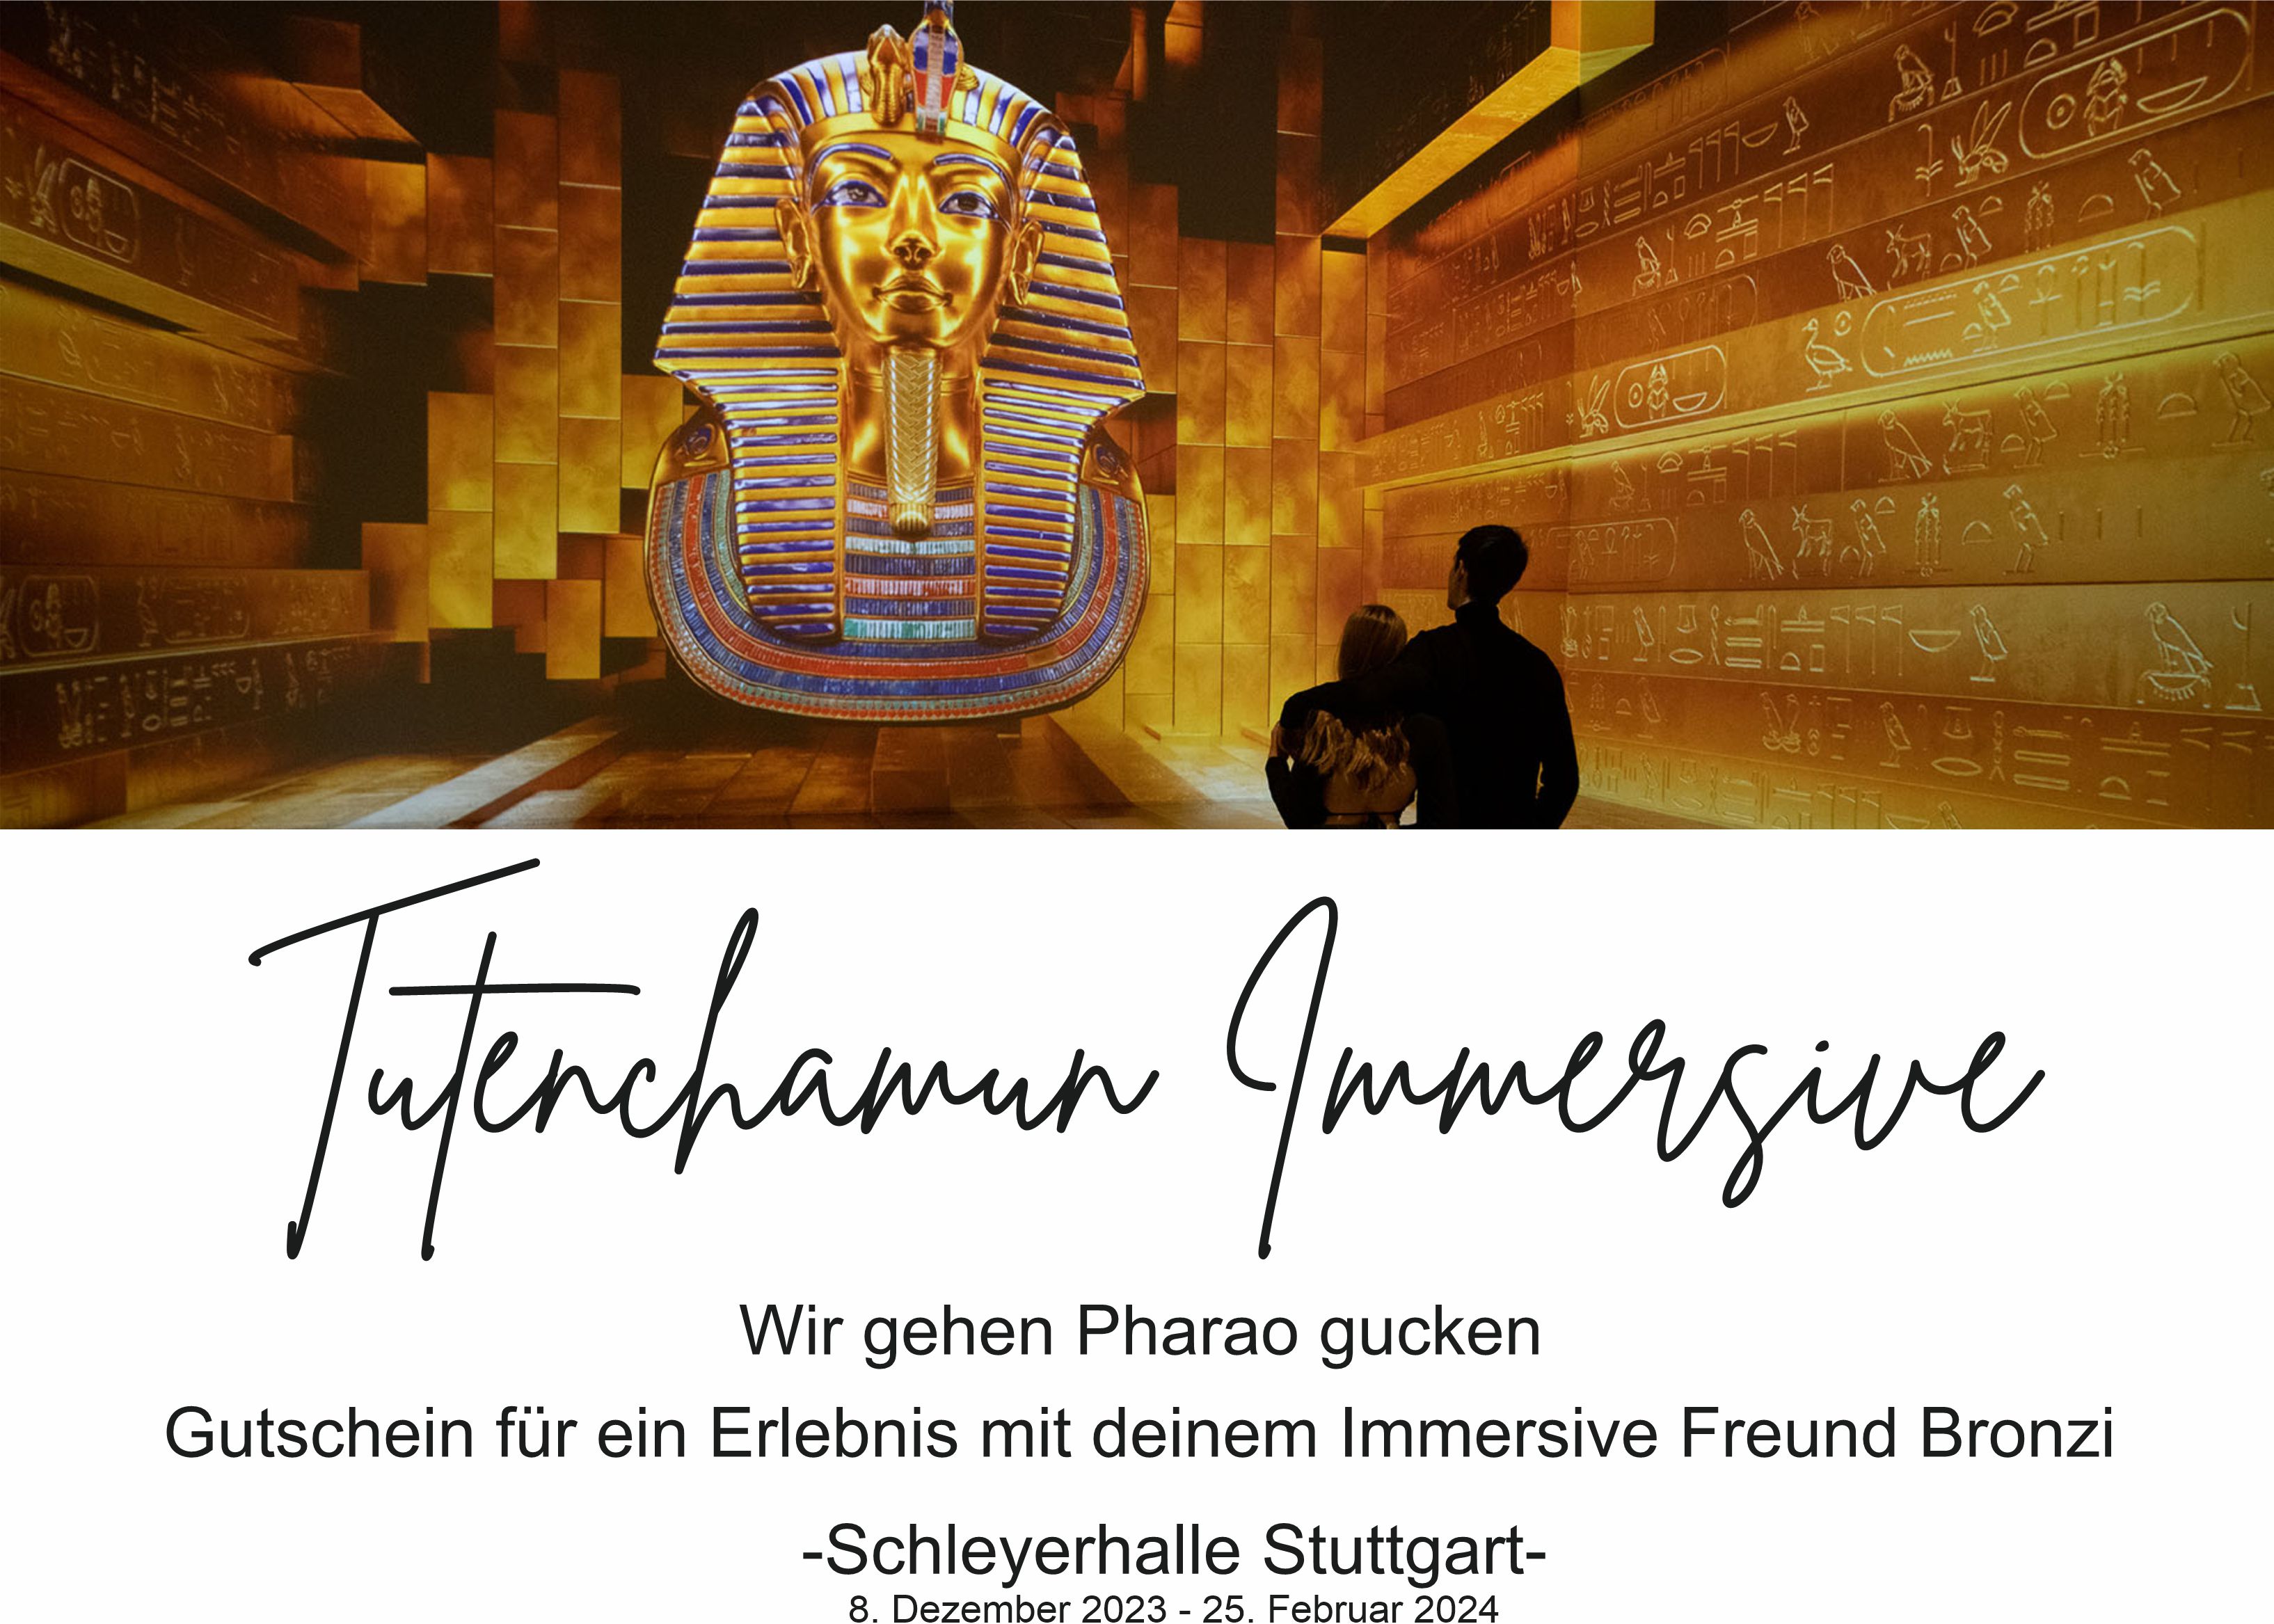 Tutenchamun Immersive
Wir gehen Pharao gucken
Gutschein für ein Erlebnis mit deinem Immersive Freund Bronzi
-Schleyerhalle Stuttgart-
8. Dezember 2023 - 25. Februar 2024